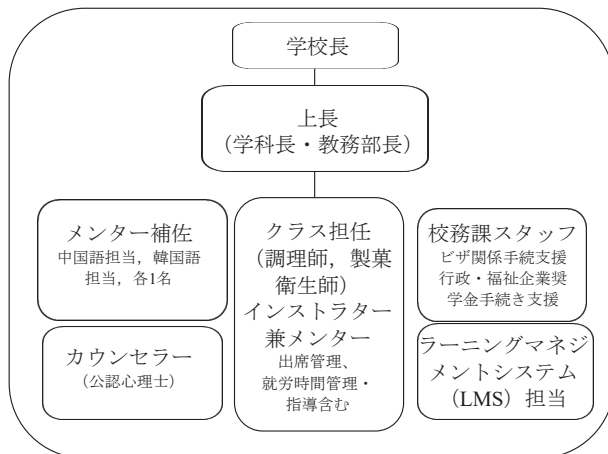 学校長
上長
（学科長・教務部長）
メンター補佐
中国語担当，韓国語
担当，各1名
カウンセラー
（公認心理士）
クラス担任
（調理師，製菓
衛生師）
インストラター
兼メンター
出席管理、
就労時間管理・
指導含む
校務課スタッフ
ビザ関係手続支援
行政・福祉企業奨
学金手続き支援
ラーニングマネジ
メントシステム
（LMS）担当